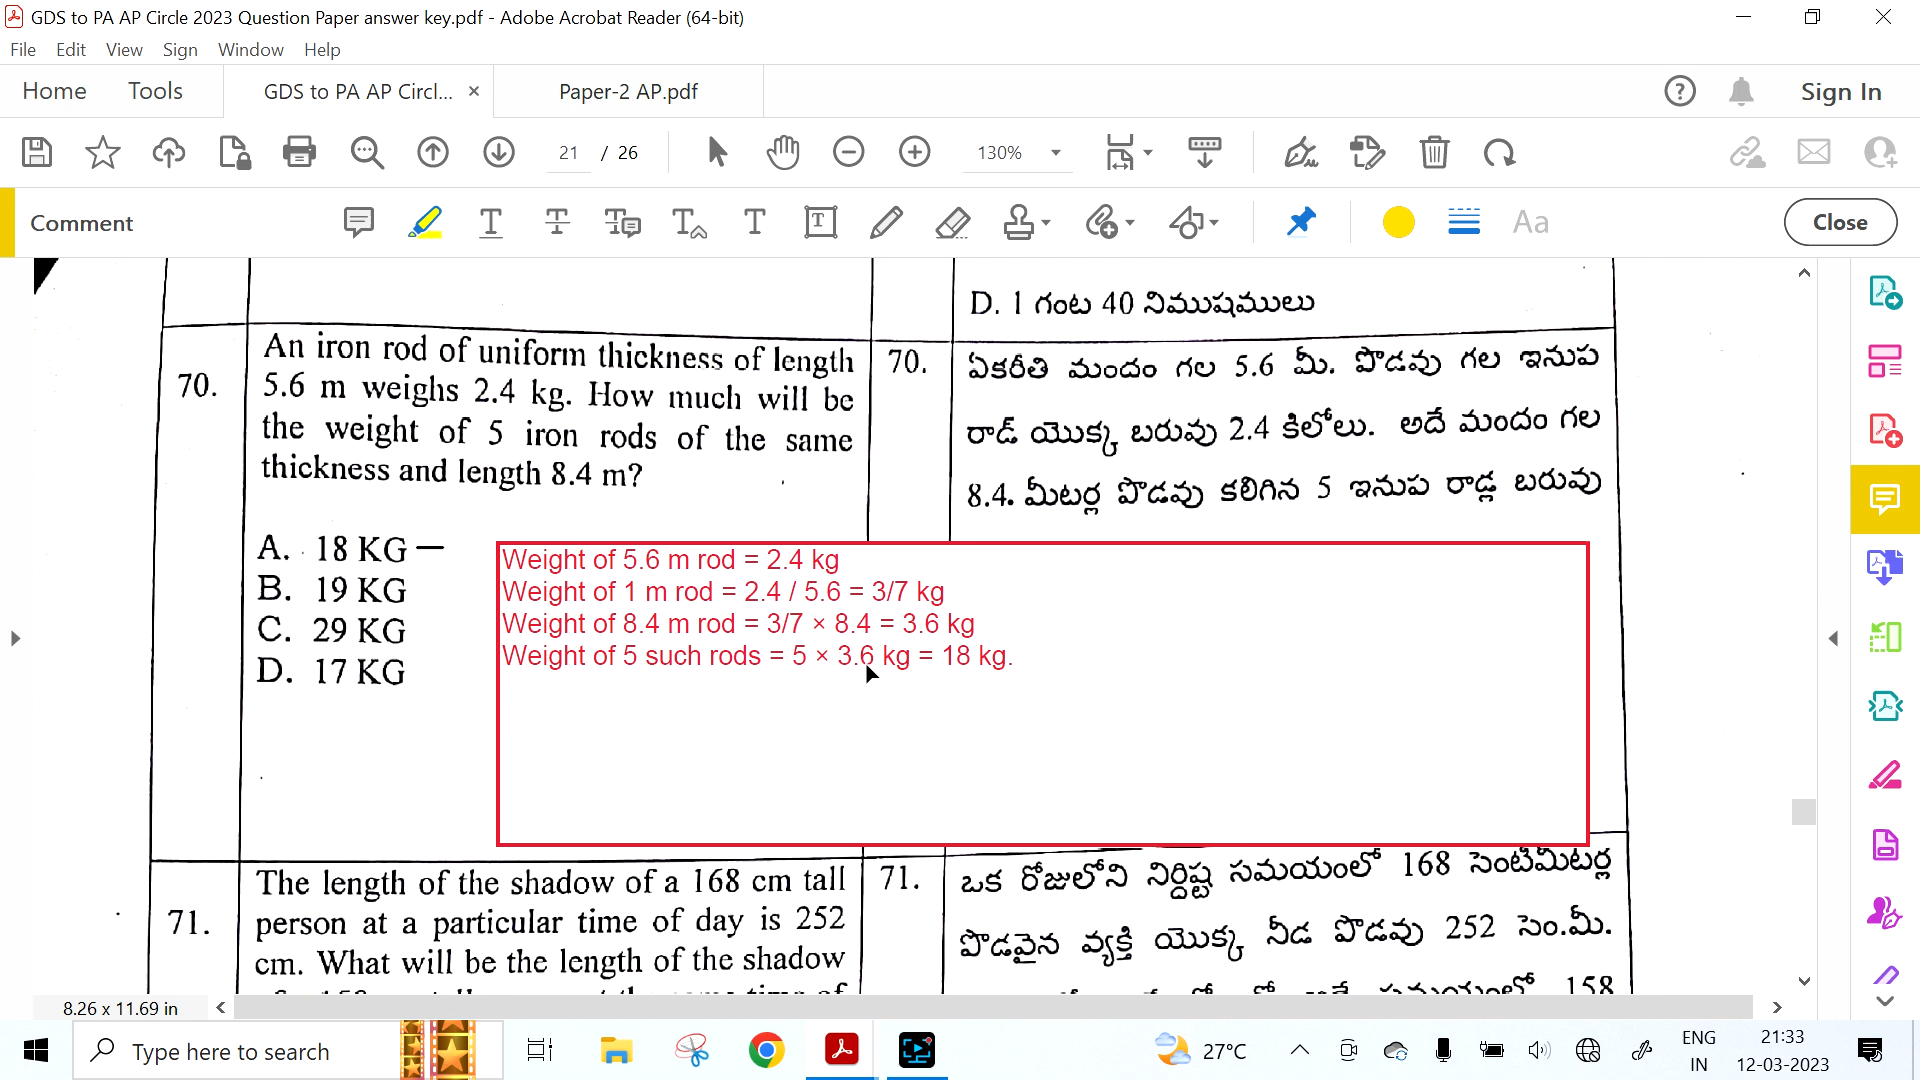 GDS to PA AP Circle 2023 Question Paper answer key.pdf - Adobe Acrobat Reader (64-bit)
File Edit View Sign Window Help
Home Tools GDS to PA AP Circl... × Paper-2 AP.pdf Sign In
21 / 26 130%
Comment Close
D. 1 గంట 40 నిముషములు
70. An iron rod of uniform thickness of length
5.6 m weighs 2.4 kg. How much will be
the weight of 5 iron rods of the same
thickness and length 8.4 m?
A. 18 KG
B. 19 KG
C. 29 KG
D. 17 KG
70. ఏకరీతి మందం గల 5.6 మీ. పొడవు గల ఇనుప
రాడ్ యొక్క బరువు 2.4 కిలోలు. అదే మందం గల
8.4. మీటర్ల పొడవు కలిగిన 5 ఇనుప రాడ్ల బరువు
Weight of 5.6 m rod = 2.4 kg
Weight of 1 m rod = 2.4 / 5.6 = 3/7 kg
Weight of 8.4 m rod = 3/7 × 8.4 = 3.6 kg
Weight of 5 such rods = 5 × 3.6 kg = 18 kg.
71. The length of the shadow of a 168 cm tall
person at a particular time of day is 252
cm. What will be the length of the shadow
71. ఒక రోజులోని నిర్దిష్ట సమయంలో 168 సెంటిమీటర్ల
పొడవైన వ్యక్తి యొక్క నీడ పొడవు 252 సెం.మీ.
158
8.26 x 11.69 in
Type here to search
27°C
ENG
IN
21:33
12-03-2023